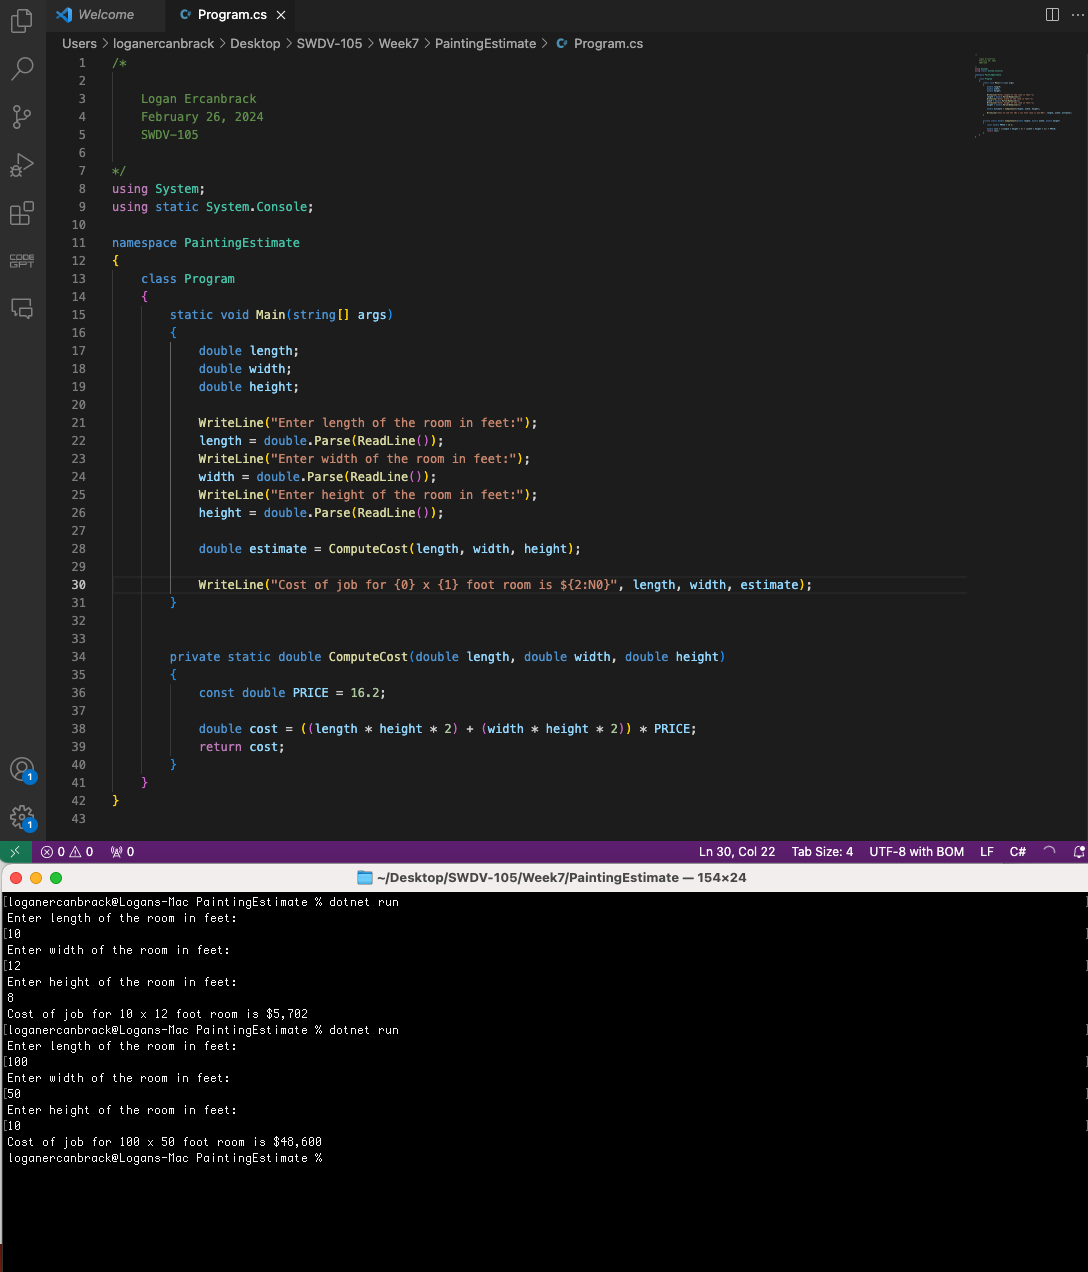 Welcome
Program.cs
Users > loganercanbrack > Desktop > SWDV-105 > Week7 > PaintingEstimate > Program.cs
1 /*
2
3 Logan Ercanbrack
4 February 26, 2024
5 SWDV-105
6
7 */
8 using System;
9 using static System.Console;
10
11 namespace PaintingEstimate
12 {
13 class Program
14 {
15 static void Main(string[] args)
16 {
17 double length;
18 double width;
19 double height;
20
21 WriteLine("Enter length of the room in feet:");
22 length = double.Parse(ReadLine());
23 WriteLine("Enter width of the room in feet:");
24 width = double.Parse(ReadLine());
25 WriteLine("Enter height of the room in feet:");
26 height = double.Parse(ReadLine());
27
28 double estimate = ComputeCost(length, width, height);
29
30 WriteLine("Cost of job for {0} x {1} foot room is ${2:N0}", length, width, estimate);
31 }
32
33
34 private static double ComputeCost(double length, double width, double height)
35 {
36 const double PRICE = 16.2;
37
38 double cost = ((length * height * 2) + (width * height * 2)) * PRICE;
39 return cost;
40 }
41 }
42 }
43
CODE
GPT
1
1
0 0 0 Ln 30, Col 22 Tab Size: 4 UTF-8 with BOM LF C#
~/Desktop/SWDV-105/Week7/PaintingEstimate — 154×24
[loganercanbrack@Logans-Mac PaintingEstimate % dotnet run ]
Enter length of the room in feet:
[10 ]
Enter width of the room in feet:
[12 ]
Enter height of the room in feet:
8
Cost of job for 10 x 12 foot room is $5,702
[loganercanbrack@Logans-Mac PaintingEstimate % dotnet run ]
Enter length of the room in feet:
[100 ]
Enter width of the room in feet:
[50 ]
Enter height of the room in feet:
[10 ]
Cost of job for 100 x 50 foot room is $48,600
loganercanbrack@Logans-Mac PaintingEstimate %